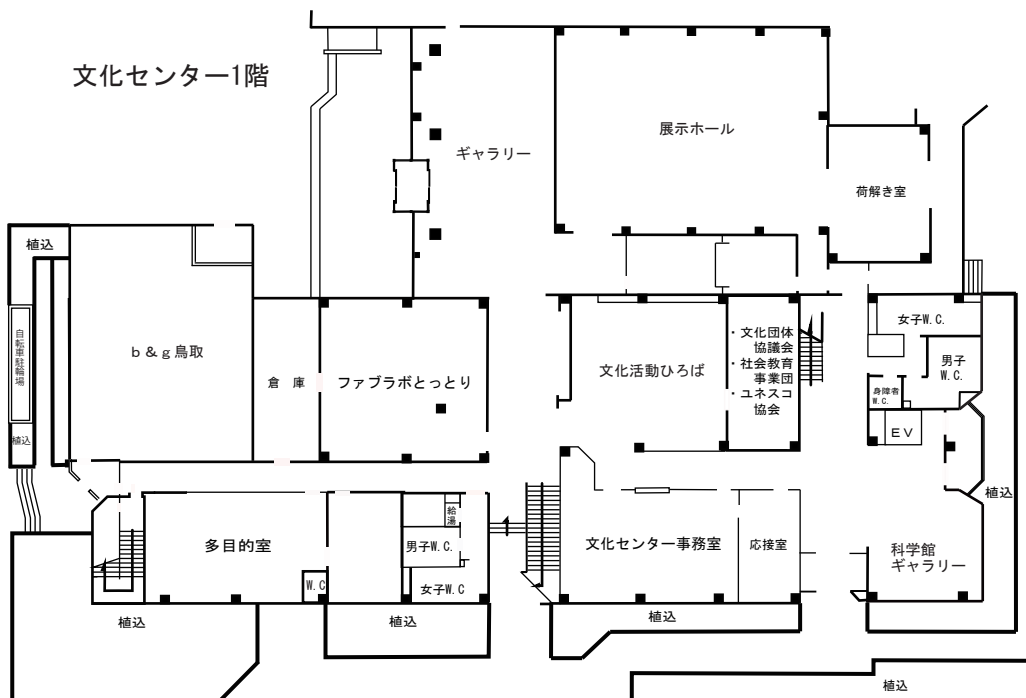 文化センター1階
展示ホール
ギャラリー
荷解き室
植込
自転車駐輪場
植込
b&g鳥取
倉庫
ファブラボとっとり
文化活動ひろば
・文化団体
協議会
・社会教育
事業団
・ユネスコ
協会
女子W.C.
男子
W.C.
身障者
W.C.
EV
植込
多目的室
W.C
給湯
男子W.C.
女子W.C
文化センター事務室
応接室
科学館
ギャラリー
植込
植込
植込
植込